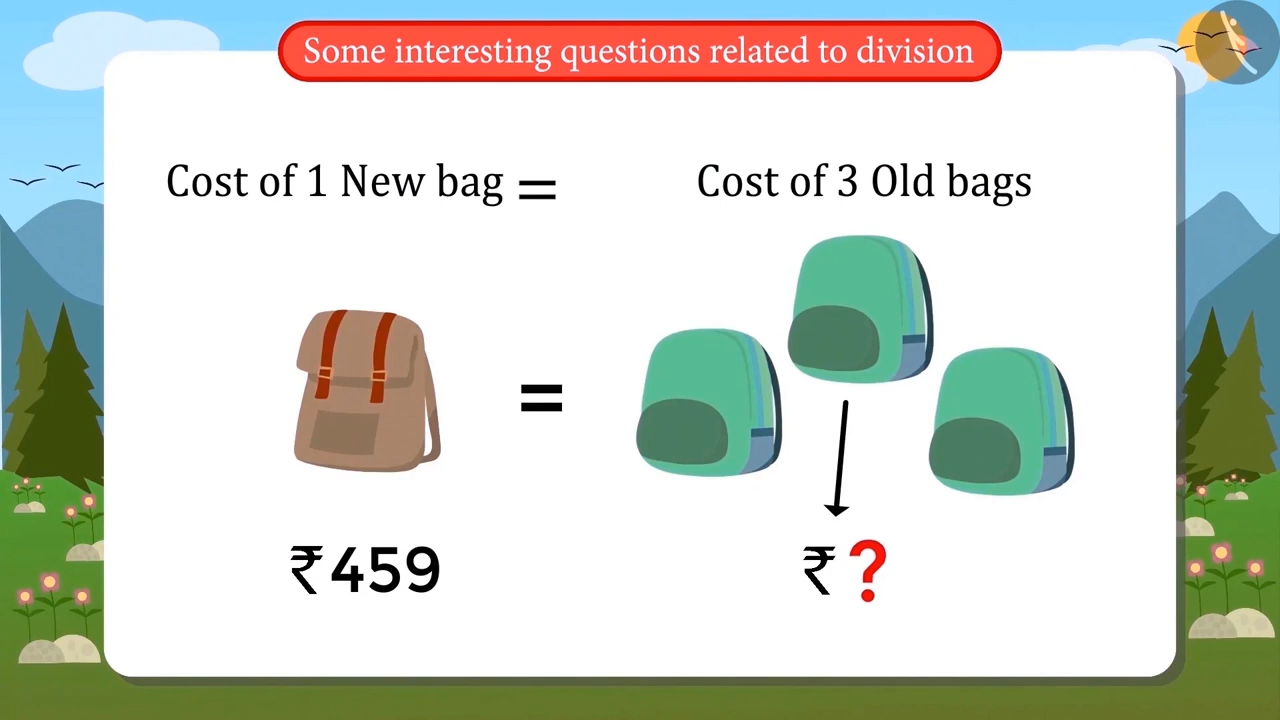 Some interesting questions related to division
Cost of 1 New bag = Cost of 3 Old bags
=
₹459 ₹?